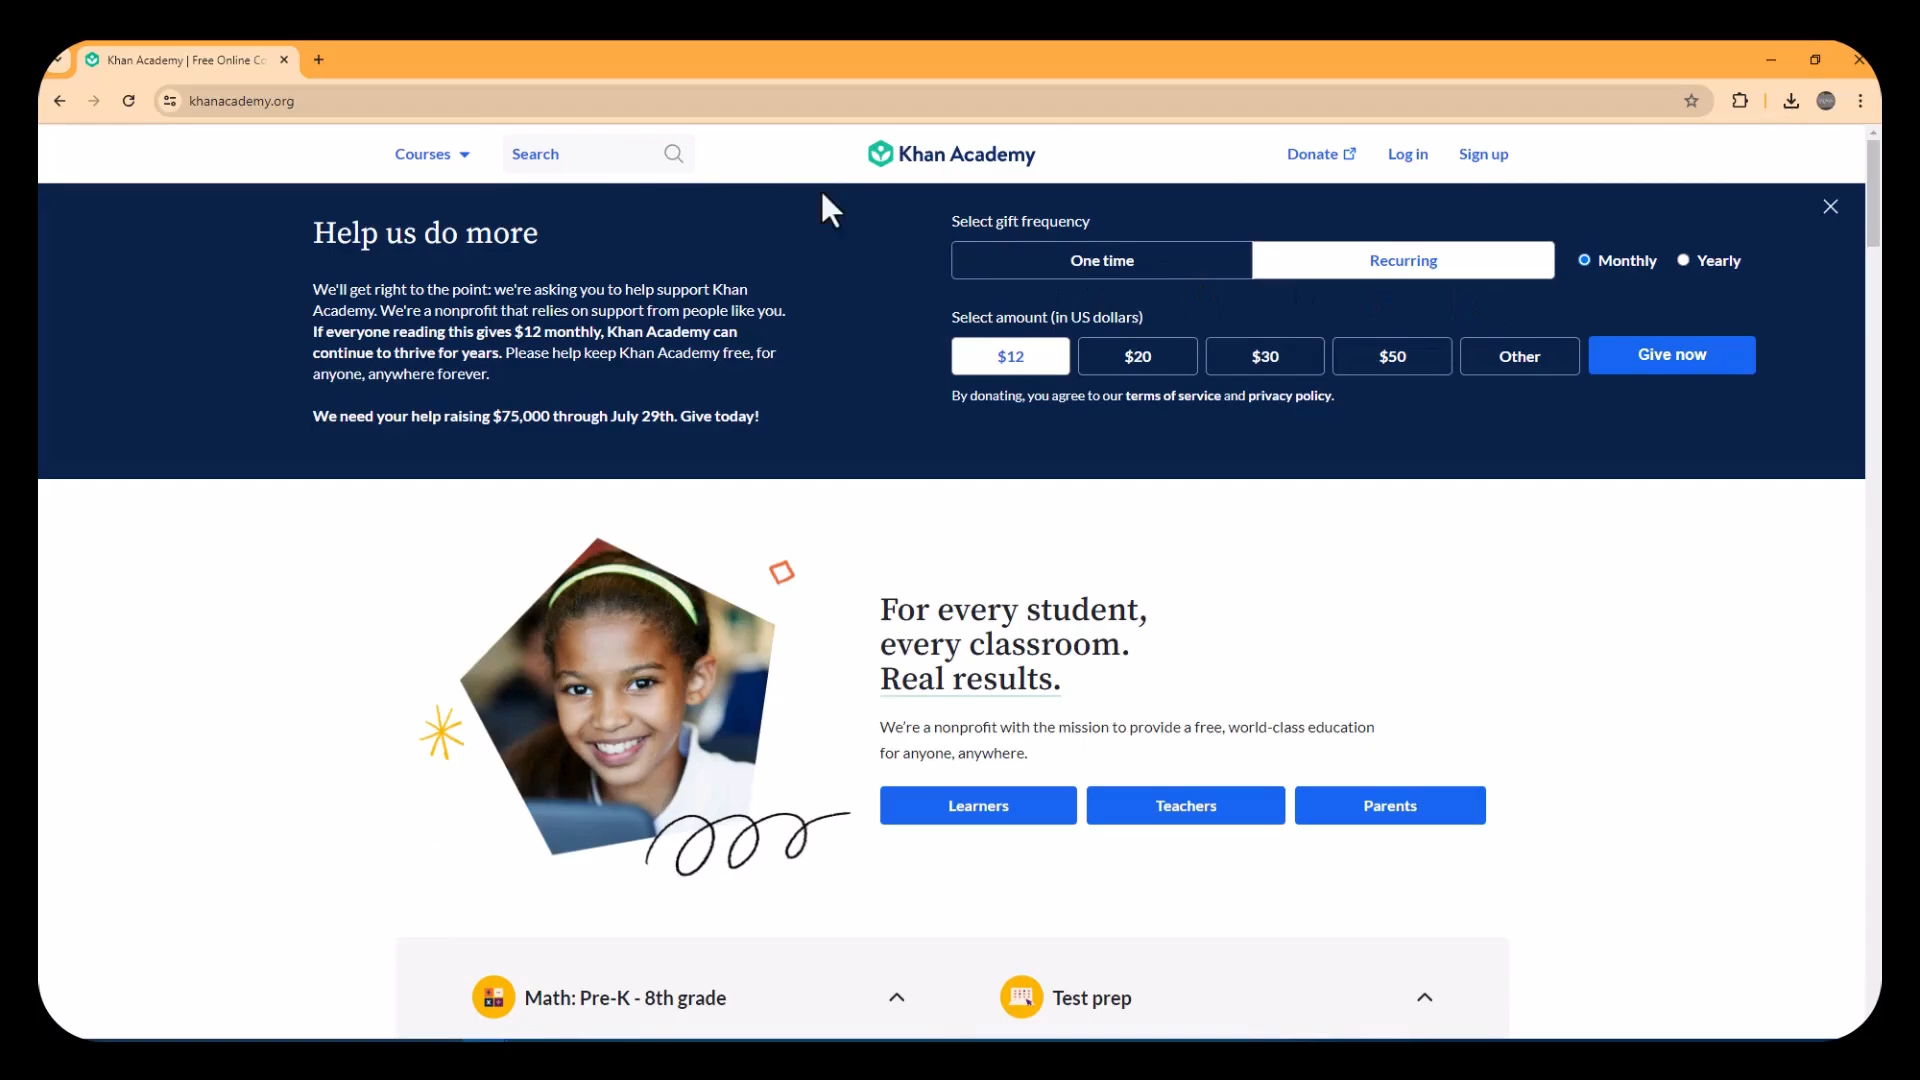 Khan Academy | Free Online Co
khanacademy.org
Courses
Search
Khan Academy
Donate
Log in
Sign up
Help us do more
We'll get right to the point: we're asking you to help support Khan
Academy. We're a nonprofit that relies on support from people like you.
If everyone reading this gives $12 monthly, Khan Academy can
continue to thrive for years. Please help keep Khan Academy free, for
anyone, anywhere forever.
We need your help raising $75,000 through July 29th. Give today!
Select gift frequency
One time
Recurring
Monthly
Yearly
Select amount (in US dollars)
$12
$20
$30
$50
Other
Give now
By donating, you agree to our terms of service and privacy policy.
For every student,
every classroom.
Real results.
We’re a nonprofit with the mission to provide a free, world-class education
for anyone, anywhere.
Learners
Teachers
Parents
Math: Pre-K - 8th grade
Test prep